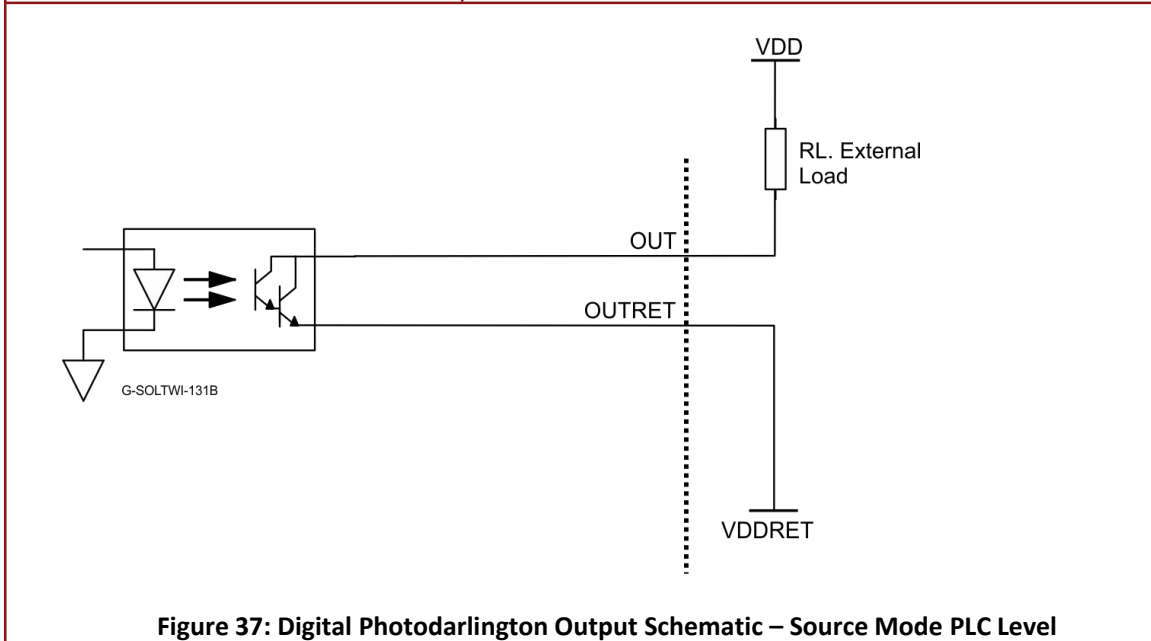 VDD
RL. External
Load
OUT
OUTRET
G-SOLTWI-131B
VDDRET
Figure 37: Digital Photodarlington Output Schematic – Source Mode PLC Level